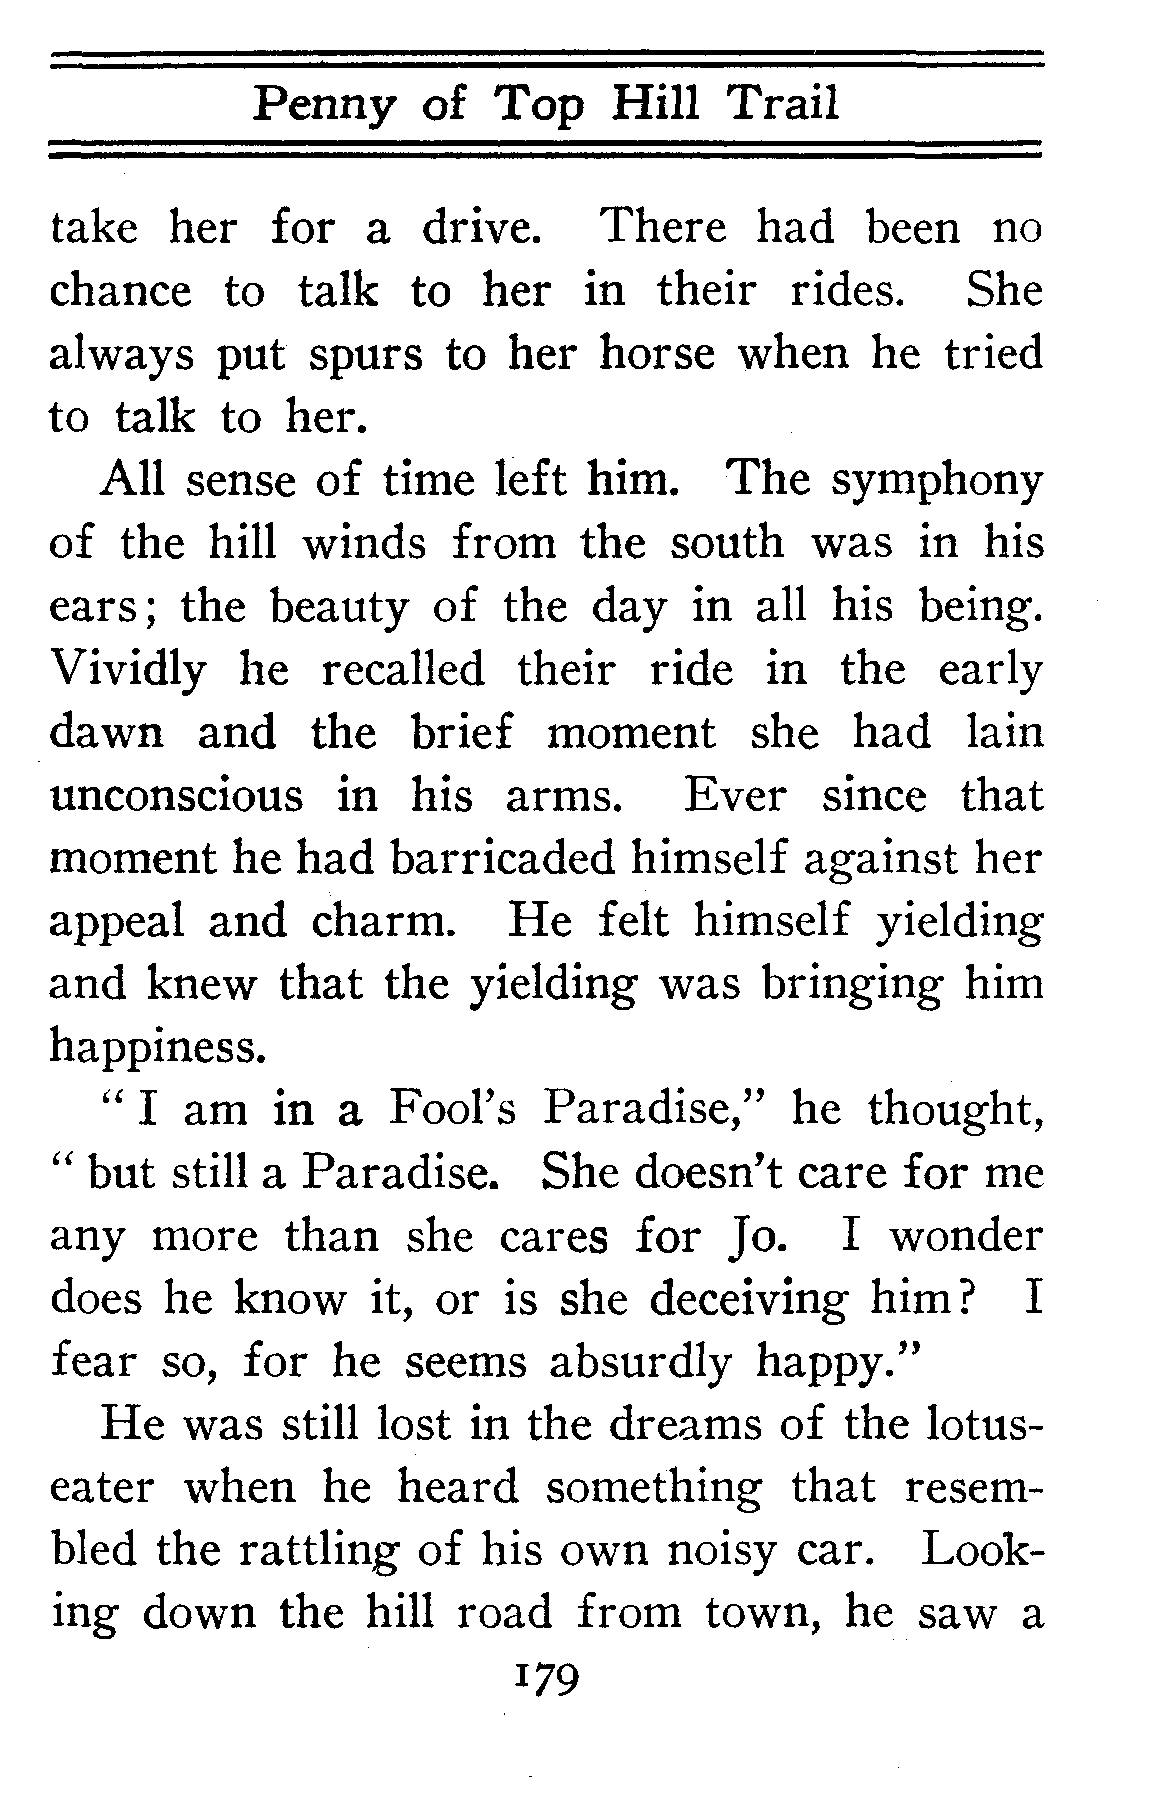 Penny of Top Hill Trail
take her for a drive. There had been no
chance to talk to her in their rides. She
always put spurs to her horse when he tried
to talk to her.
All sense of time left him. The symphony
of the hill winds from the south was in his
ears; the beauty of the day in all his being.
Vividly he recalled their ride in the early
dawn and the brief moment she had lain
unconscious in his arms. Ever since that
moment he had barricaded himself against her
appeal and charm. He felt himself yielding
and knew that the yielding was bringing him
happiness.
“I am in a Fool’s Paradise,” he thought,
“but still a Paradise. She doesn’t care for me
any more than she cares for Jo. I wonder
does he know it, or is she deceiving him? I
fear so, for he seems absurdly happy.”
He was still lost in the dreams of the lotus-
eater when he heard something that resem-
bled the rattling of his own noisy car. Look-
ing down the hill road from town, he saw a
179